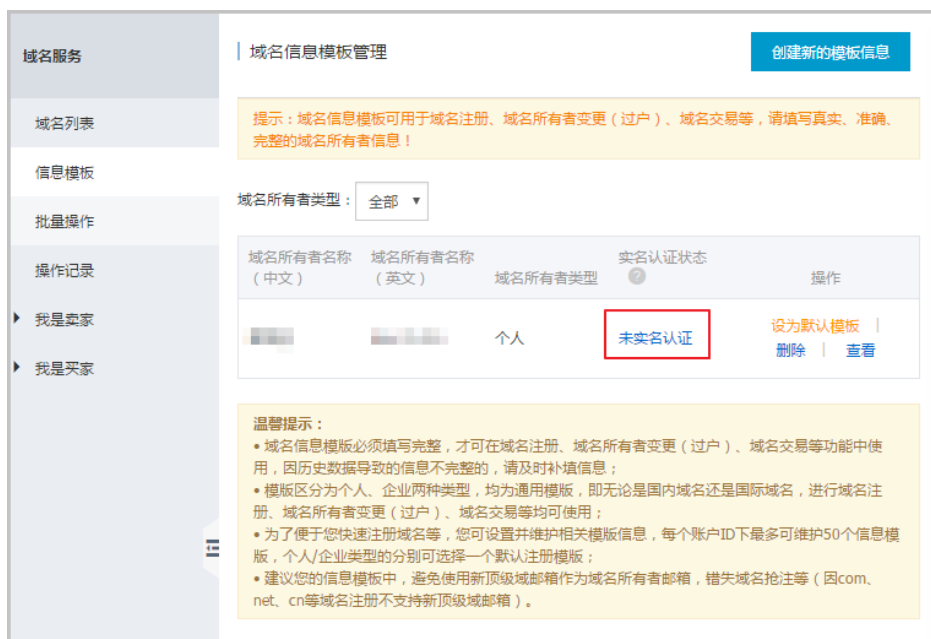 域名服务
域名列表
信息模板
批量操作
操作记录
我是卖家
我是买家
域名信息模板管理
创建新的模板信息
提示：域名信息模板可用于域名注册、域名所有者变更（过户）、域名交易等，请填写真实、准确、
完整的域名所有者信息！
域名所有者类型：
全部
域名所有者名称
（中文）
域名所有者名称
（英文）
域名所有者类型
实名认证状态
?
操作
个人
未实名认证
设为默认模板
删除
查看
温馨提示：
• 域名信息模版必须填写完整，才可在域名注册、域名所有者变更（过户）、域名交易等功能中使
用，因历史数据导致的信息不完整的，请及时补填信息；
• 模版区分为个人、企业两种类型，均为通用模版，即无论是国内域名还是国际域名，进行域名注
册、域名所有者变更（过户）、域名交易等均可使用；
• 为了便于您快速注册域名等，您可设置并维护相关模版信息，每个账户ID下最多可维护50个信息模
版，个人/企业类型的分别可选择一个默认注册模版；
• 建议您的信息模板中，避免使用新顶级域邮箱作为域名所有者邮箱，错失域名抢注等（因com、
net、cn等域名注册不支持新顶级域邮箱）。